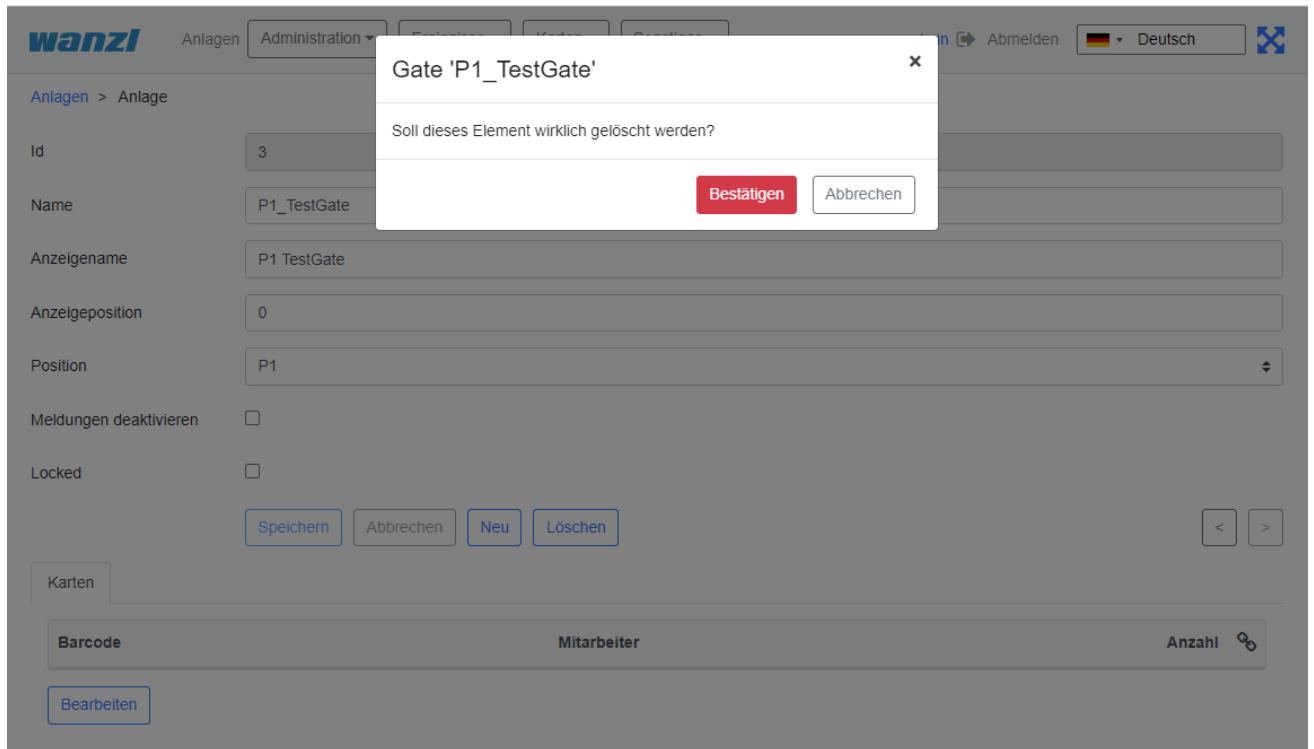 wanzl Anlagen Administration Abmelden Deutsch
Gate 'P1_TestGate' ×
Anlagen > Anlage
Soll dieses Element wirklich gelöscht werden?
Id 3
Bestätigen Abbrechen
Name P1_TestGate
Anzeigename P1 TestGate
Anzeigeposition 0
Position P1
Meldungen deaktivieren
Locked
Speichern Abbrechen Neu Löschen < >
Karten
Barcode Mitarbeiter Anzahl
Bearbeiten